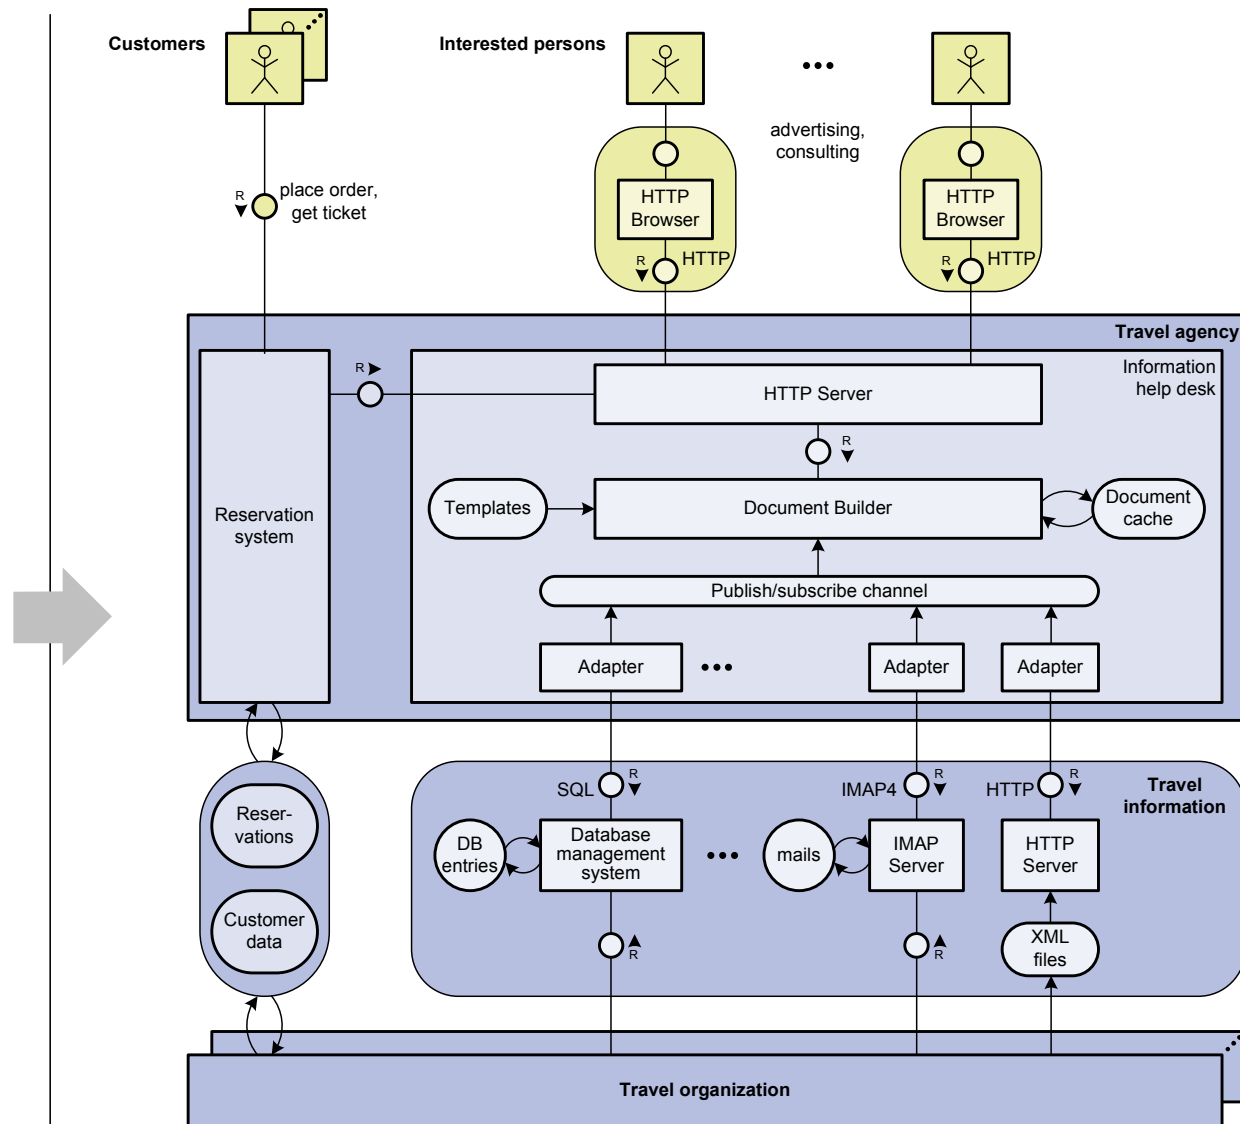 Customers
Interested persons
advertising,
consulting
R
place order,
get ticket
HTTP
Browser
R
HTTP
HTTP
Browser
R
HTTP
Travel agency
Information
help desk
R
HTTP Server
R
Reservation
system
Templates
Document Builder
Document
cache
Publish/subscribe channel
Adapter
Adapter
Adapter
Travel
information
SQL
R
IMAP4
R
HTTP
R
Reser-
vations
DB
entries
Database
management
system
mails
IMAP
Server
HTTP
Server
Customer
data
R
R
XML
files
Travel organization